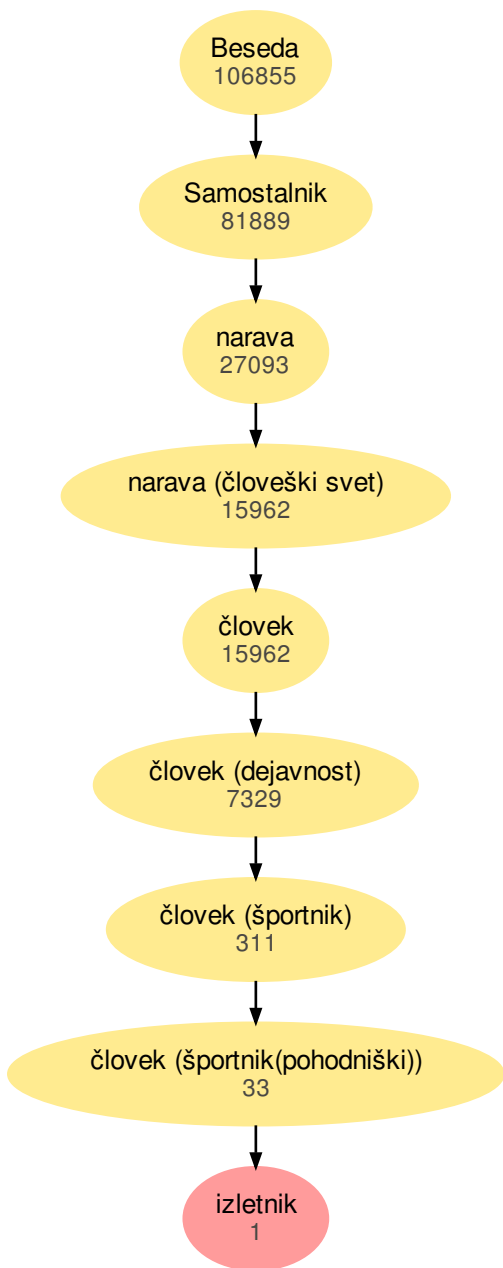 Beseda
106855
Samostalnik
81889
narava
27093
narava (človeški svet)
15962
človek
15962
človek (dejavnost)
7329
človek (športnik)
311
človek (športnik(pohodniški))
33
izletnik
1